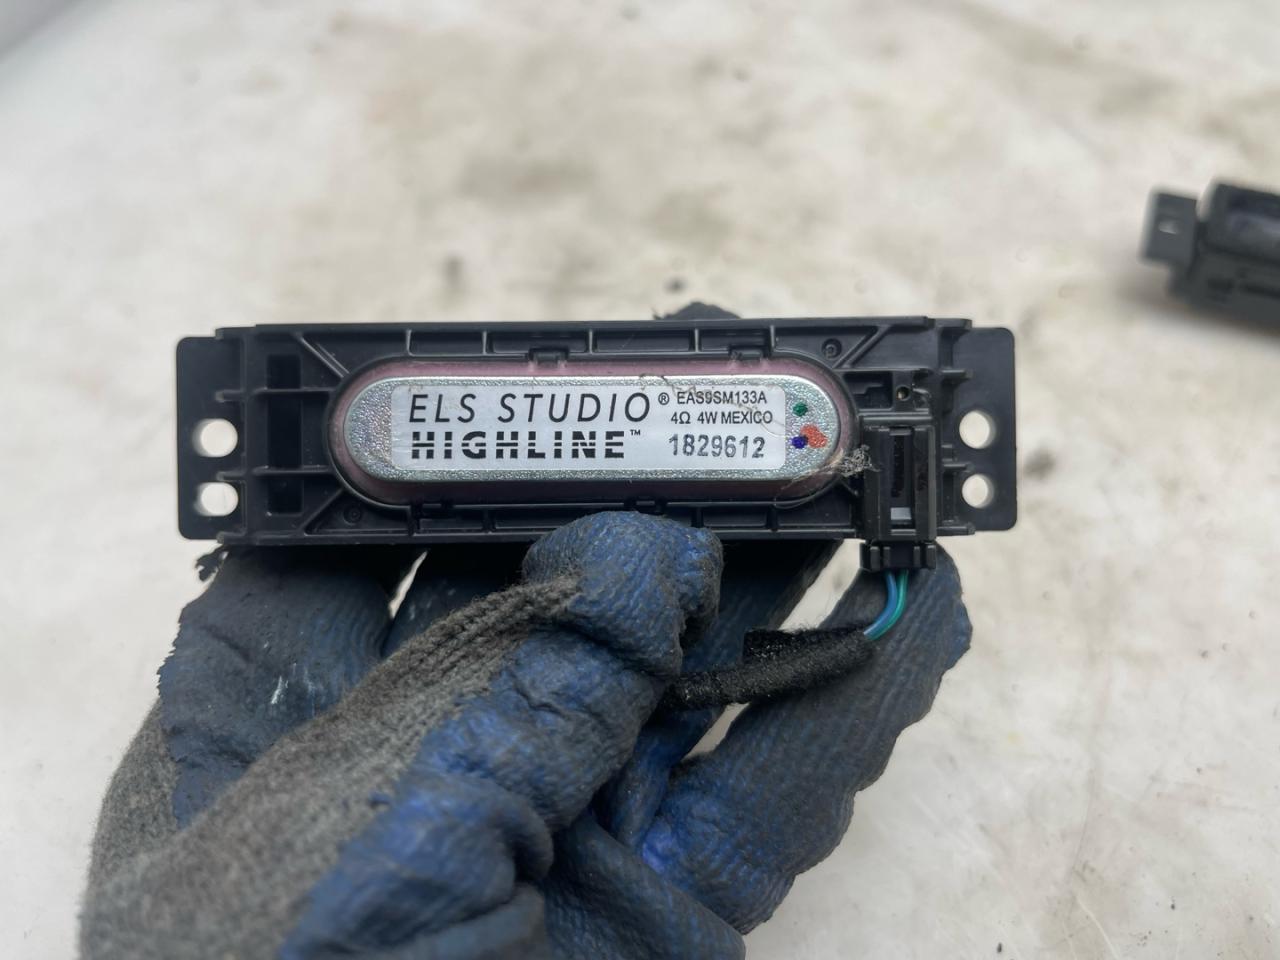 ELS STUDIO®
HIGHLINE™
EAS9SM133A
4Ω 4W MEXICO
1829612